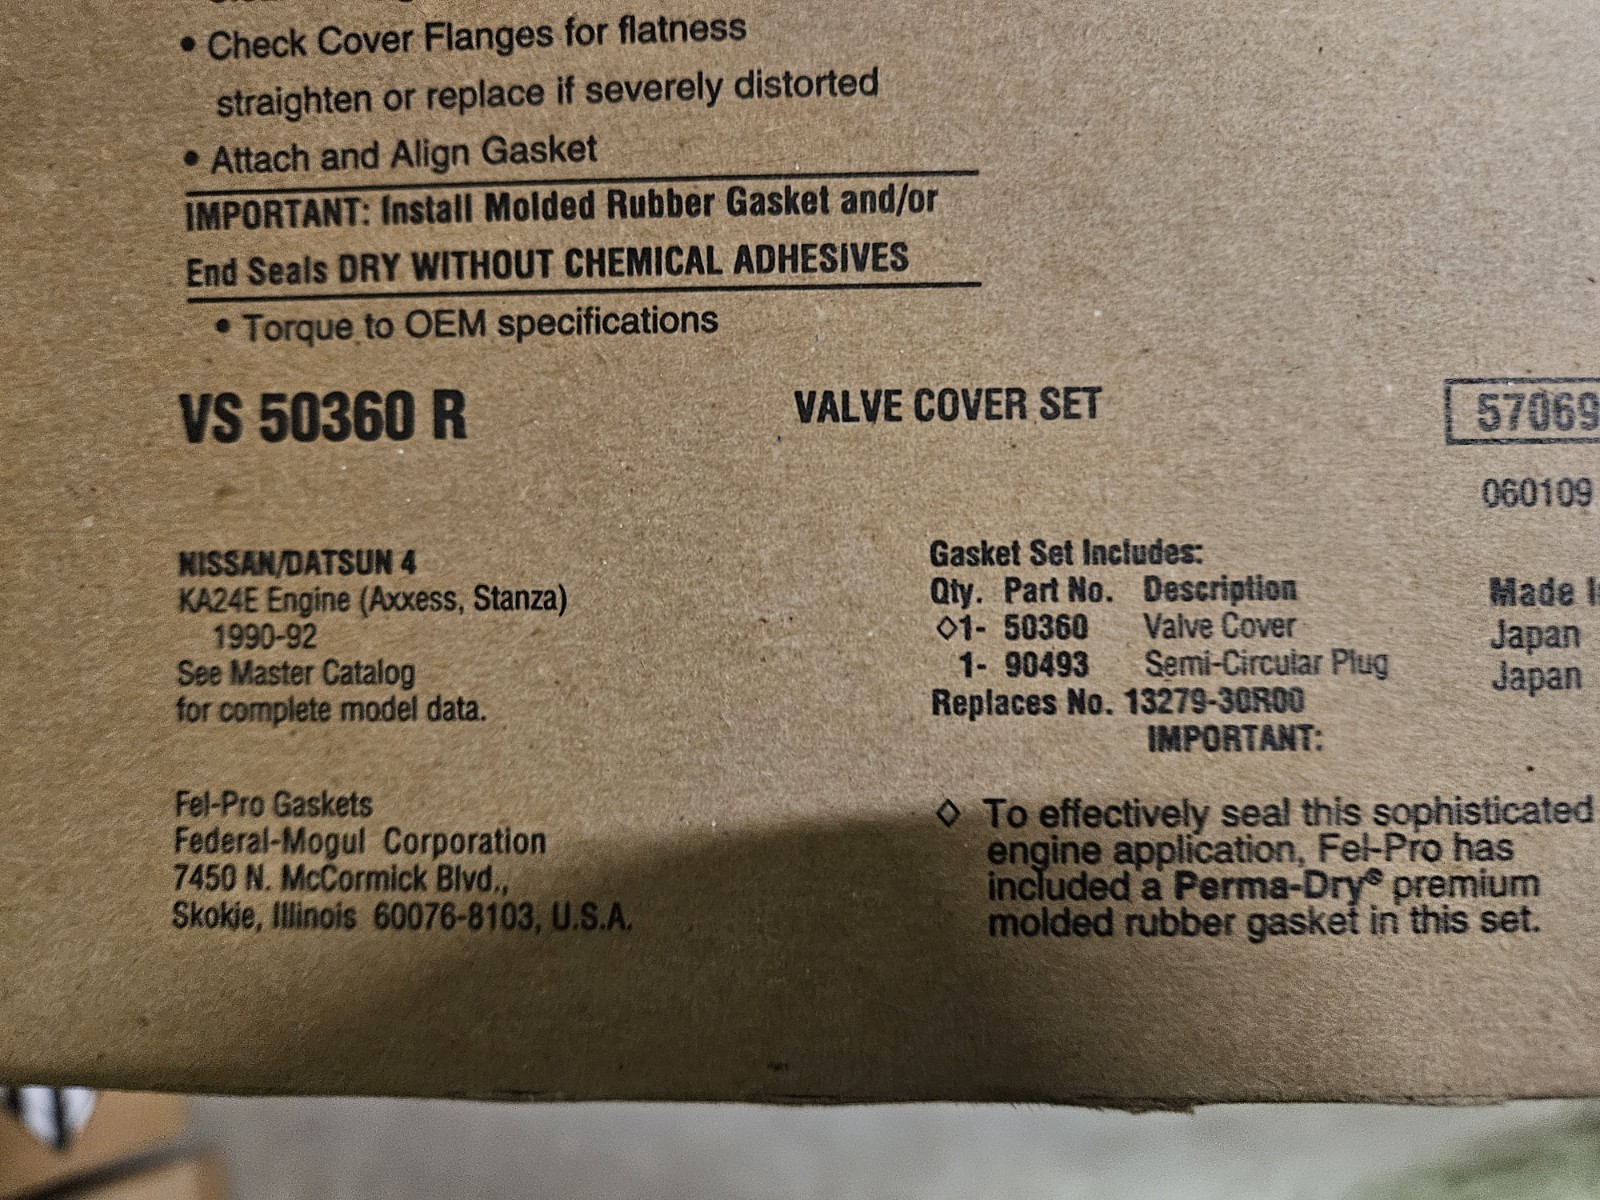 • Check Cover Flanges for flatness
straighten or replace if severely distorted
• Attach and Align Gasket
IMPORTANT: Install Molded Rubber Gasket and/or
End Seals DRY WITHOUT CHEMICAL ADHESIVES
• Torque to OEM specifications
VS 50360 R VALVE COVER SET 57069
060109
NISSAN/DATSUN 4
KA24E Engine (Axxess, Stanza)
1990-92
See Master Catalog
for complete model data.
Gasket Set Includes:
Qty. Part No. Description Made
◇1- 50360 Valve Cover Japan
1- 90493 Semi-Circular Plug Japan
Replaces No. 13279-30R00
IMPORTANT:
Fel-Pro Gaskets
Federal-Mogul Corporation
7450 N. McCormick Blvd.,
Skokie, Illinois 60076-8103, U.S.A.
◇ To effectively seal this sophisticated
engine application, Fel-Pro has
included a Perma-Dry® premium
molded rubber gasket in this set.